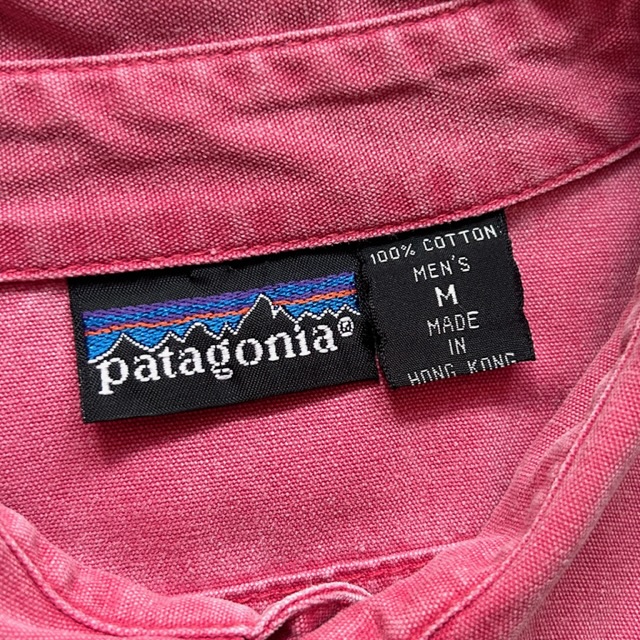 patagonia®
100% COTTON
MEN'S
M
MADE
IN
HONG KONG